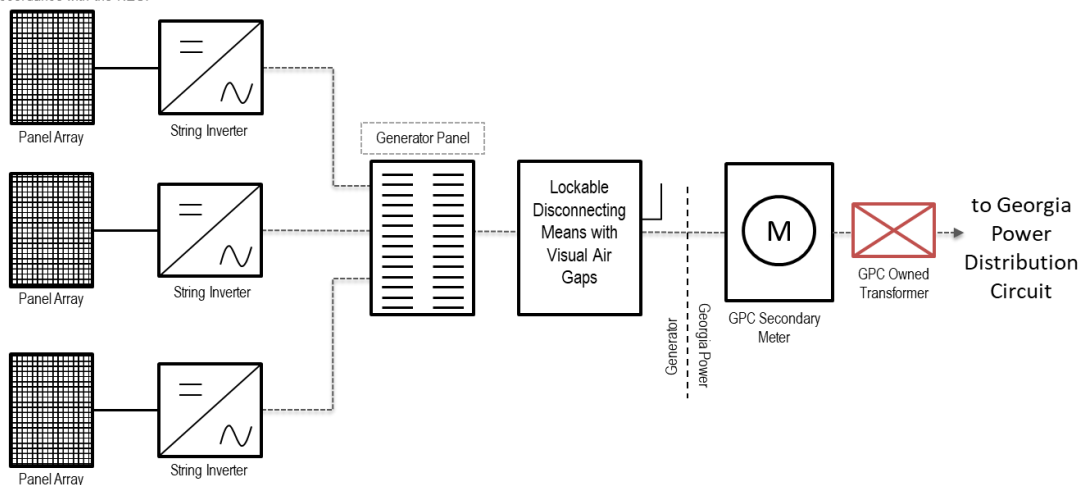 Panel Array
String Inverter
Generator Panel
Panel Array
String Inverter
Lockable
Disconnecting
Means with
Visual Air
Gaps
Generator
Georgia Power
M
GPC Secondary
Meter
GPC Owned
Transformer
to Georgia
Power
Distribution
Circuit
Panel Array
String Inverter